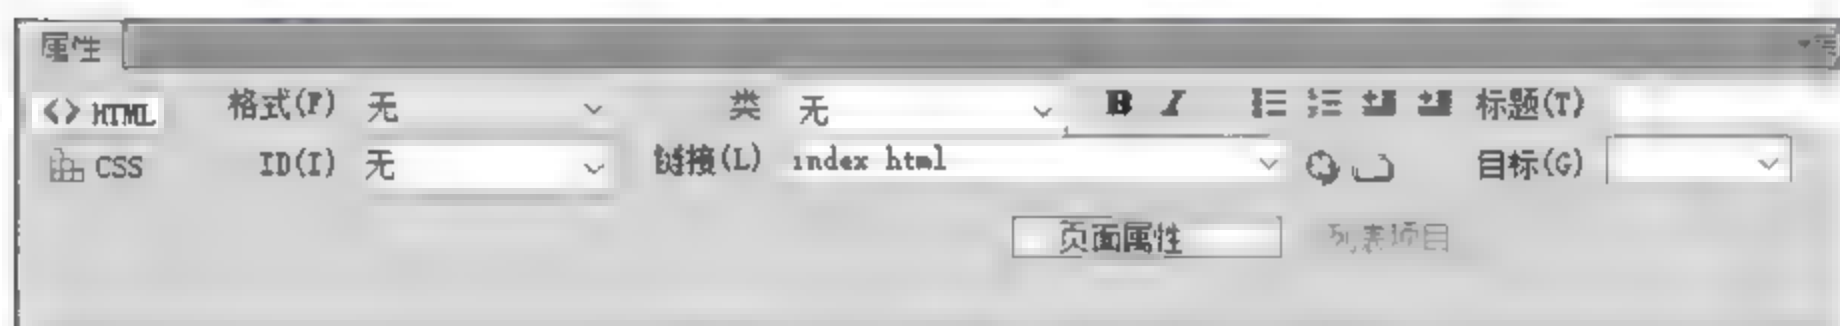 属性
<> HTML 格式(F) 无 类 无 B I 标题(T)
CSS ID(I) 无 链接(L) index html 目标(G)
页面属性 列表项目